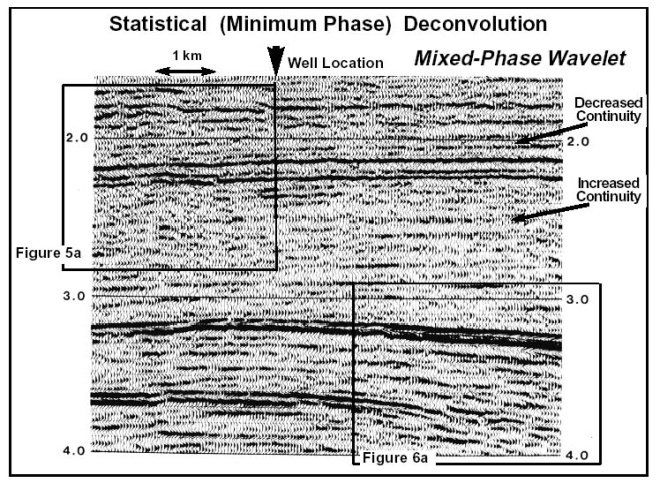 Statistical (Minimum Phase) Deconvolution
1 km
Well Location
Mixed-Phase Wavelet
Decreased
Continuity
2.0
2.0
Increased
Continuity
Figure 5a
3.0
3.0
4.0
Figure 6a
4.0